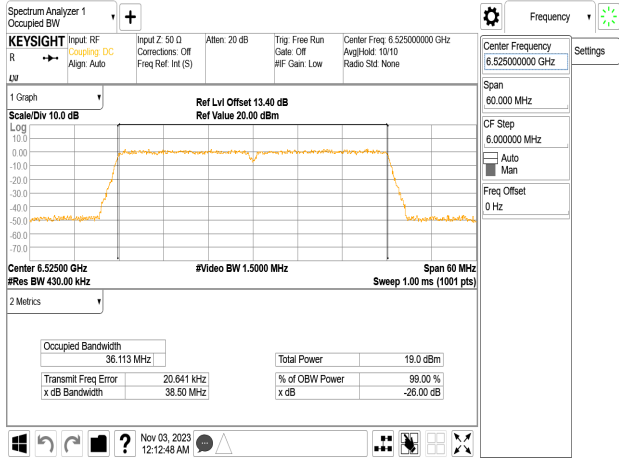 Spectrum Analyzer 1
Occupied BW
Frequency
KEYSIGHT
R
LXI
Input: RF
Coupling: DC
Align: Auto
Input Z: 50 Ω
Corrections: Off
Freq Ref: Int (S)
Atten: 20 dB
Trig: Free Run
Gate: Off
#IF Gain: Low
Center Freq: 6.525000000 GHz
Avg|Hold: 10/10
Radio Std: None
Center Frequency
6.525000000 GHz
Settings
Span
60.000 MHz
CF Step
6.000000 MHz
Auto
Man
Freq Offset
0 Hz
1 Graph
Scale/Div 10.0 dB
Ref Lvl Offset 13.40 dB
Ref Value 20.00 dBm
Log
10.0
0.00
-10.0
-20.0
-30.0
-40.0
-50.0
-60.0
-70.0
Center 6.52500 GHz
#Video BW 1.5000 MHz
Span 60 MHz
#Res BW 430.00 kHz
Sweep 1.00 ms (1001 pts)
2 Metrics
Occupied Bandwidth
36.113 MHz
Total Power 19.0 dBm
Transmit Freq Error 20.641 kHz
% of OBW Power 99.00 %
x dB Bandwidth 38.50 MHz
x dB -26.00 dB
?
Nov 03, 2023
12:12:48 AM